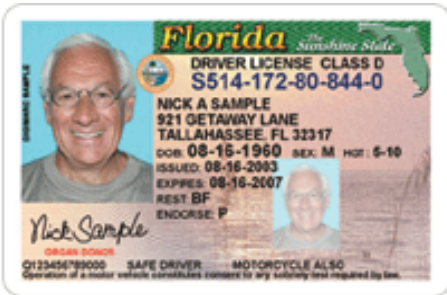 Florida The Sunshine State
DRIVER LICENSE CLASS D
S514-172-80-844-0
NICK A SAMPLE
921 GETAWAY LANE
TALLAHASSEE, FL 32317
DOB: 08-16-1960 SEX: M HGT: 5-10
ISSUED: 08-16-2003
EXPIRES: 08-16-2007
REST: BF
ENDORSE: P
DIGIMARC SAMPLE
Nick Sample
ORGAN DONOR
Q123456789000 SAFE DRIVER MOTORCYCLE ALSO
Operation of a motor vehicle constitutes consent to any sobriety test required by law.